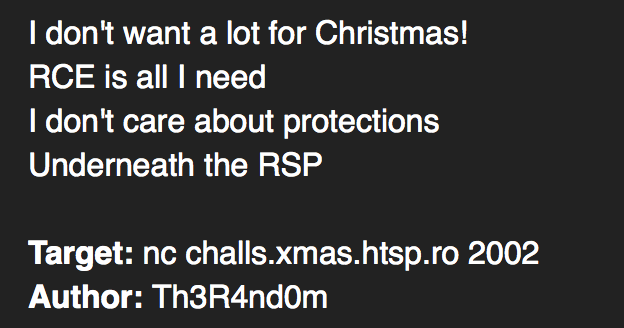 I don't want a lot for Christmas!
RCE is all I need
I don't care about protections
Underneath the RSP
Target: nc challs.xmas.htsp.ro 2002
Author: Th3R4nd0m